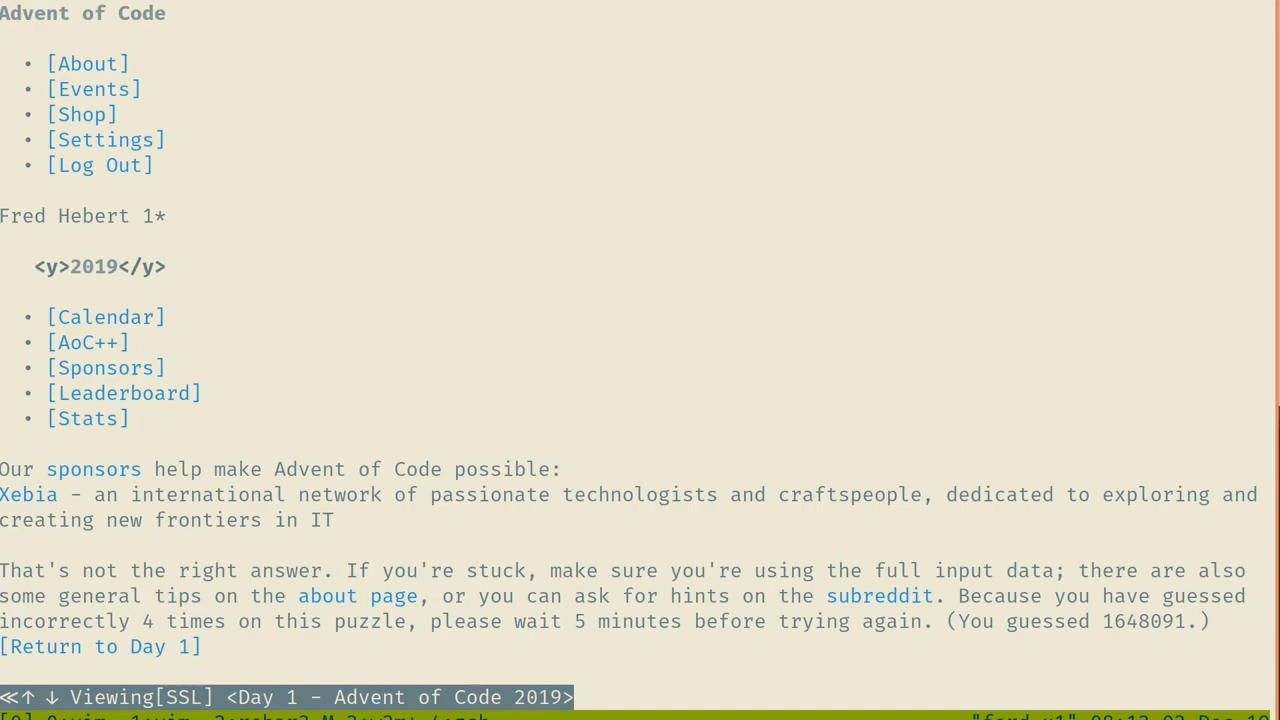 Advent of Code
• [About]
• [Events]
• [Shop]
• [Settings]
• [Log Out]
Fred Hebert 1*
<y>2019</y>
• [Calendar]
• [AoC++]
• [Sponsors]
• [Leaderboard]
• [Stats]
Our sponsors help make Advent of Code possible:
Xebia - an international network of passionate technologists and craftspeople, dedicated to exploring and
creating new frontiers in IT
That's not the right answer. If you're stuck, make sure you're using the full input data; there are also
some general tips on the about page, or you can ask for hints on the subreddit. Because you have guessed
incorrectly 4 times on this puzzle, please wait 5 minutes before trying again. (You guessed 1648091.)
[Return to Day 1]
≪↑ ↓ Viewing[SSL] <Day 1 - Advent of Code 2019>